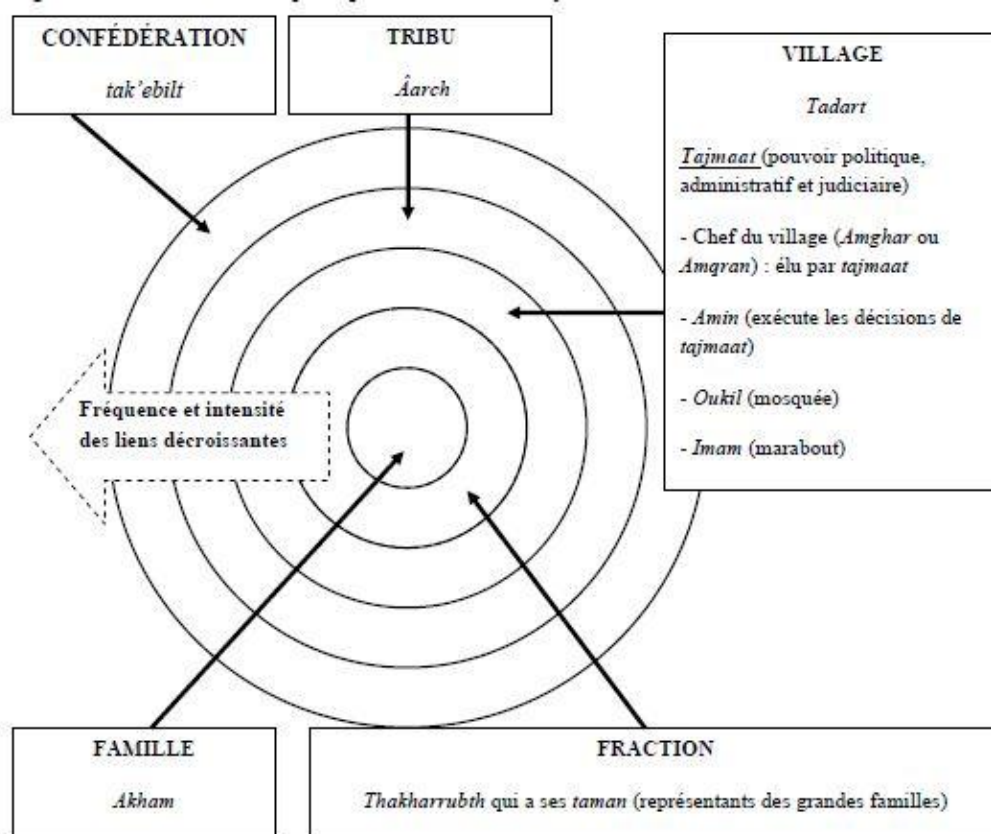 CONFÉDÉRATION
tak'ebilt
TRIBU
Âarch
VILLAGE
Tadart
Tajmaat (pouvoir politique,
administratif et judiciaire)
- Chef du village (Amghar ou
Amqran) : élu par tajmaat
- Amin (exécute les décisions de
tajmaat)
- Oukil (mosquée)
- Imam (marabout)
Fréquence et intensité
des liens décroissantes
FAMILLE
Akham
FRACTION
Thakharrubth qui a ses taman (représentants des grandes familles)